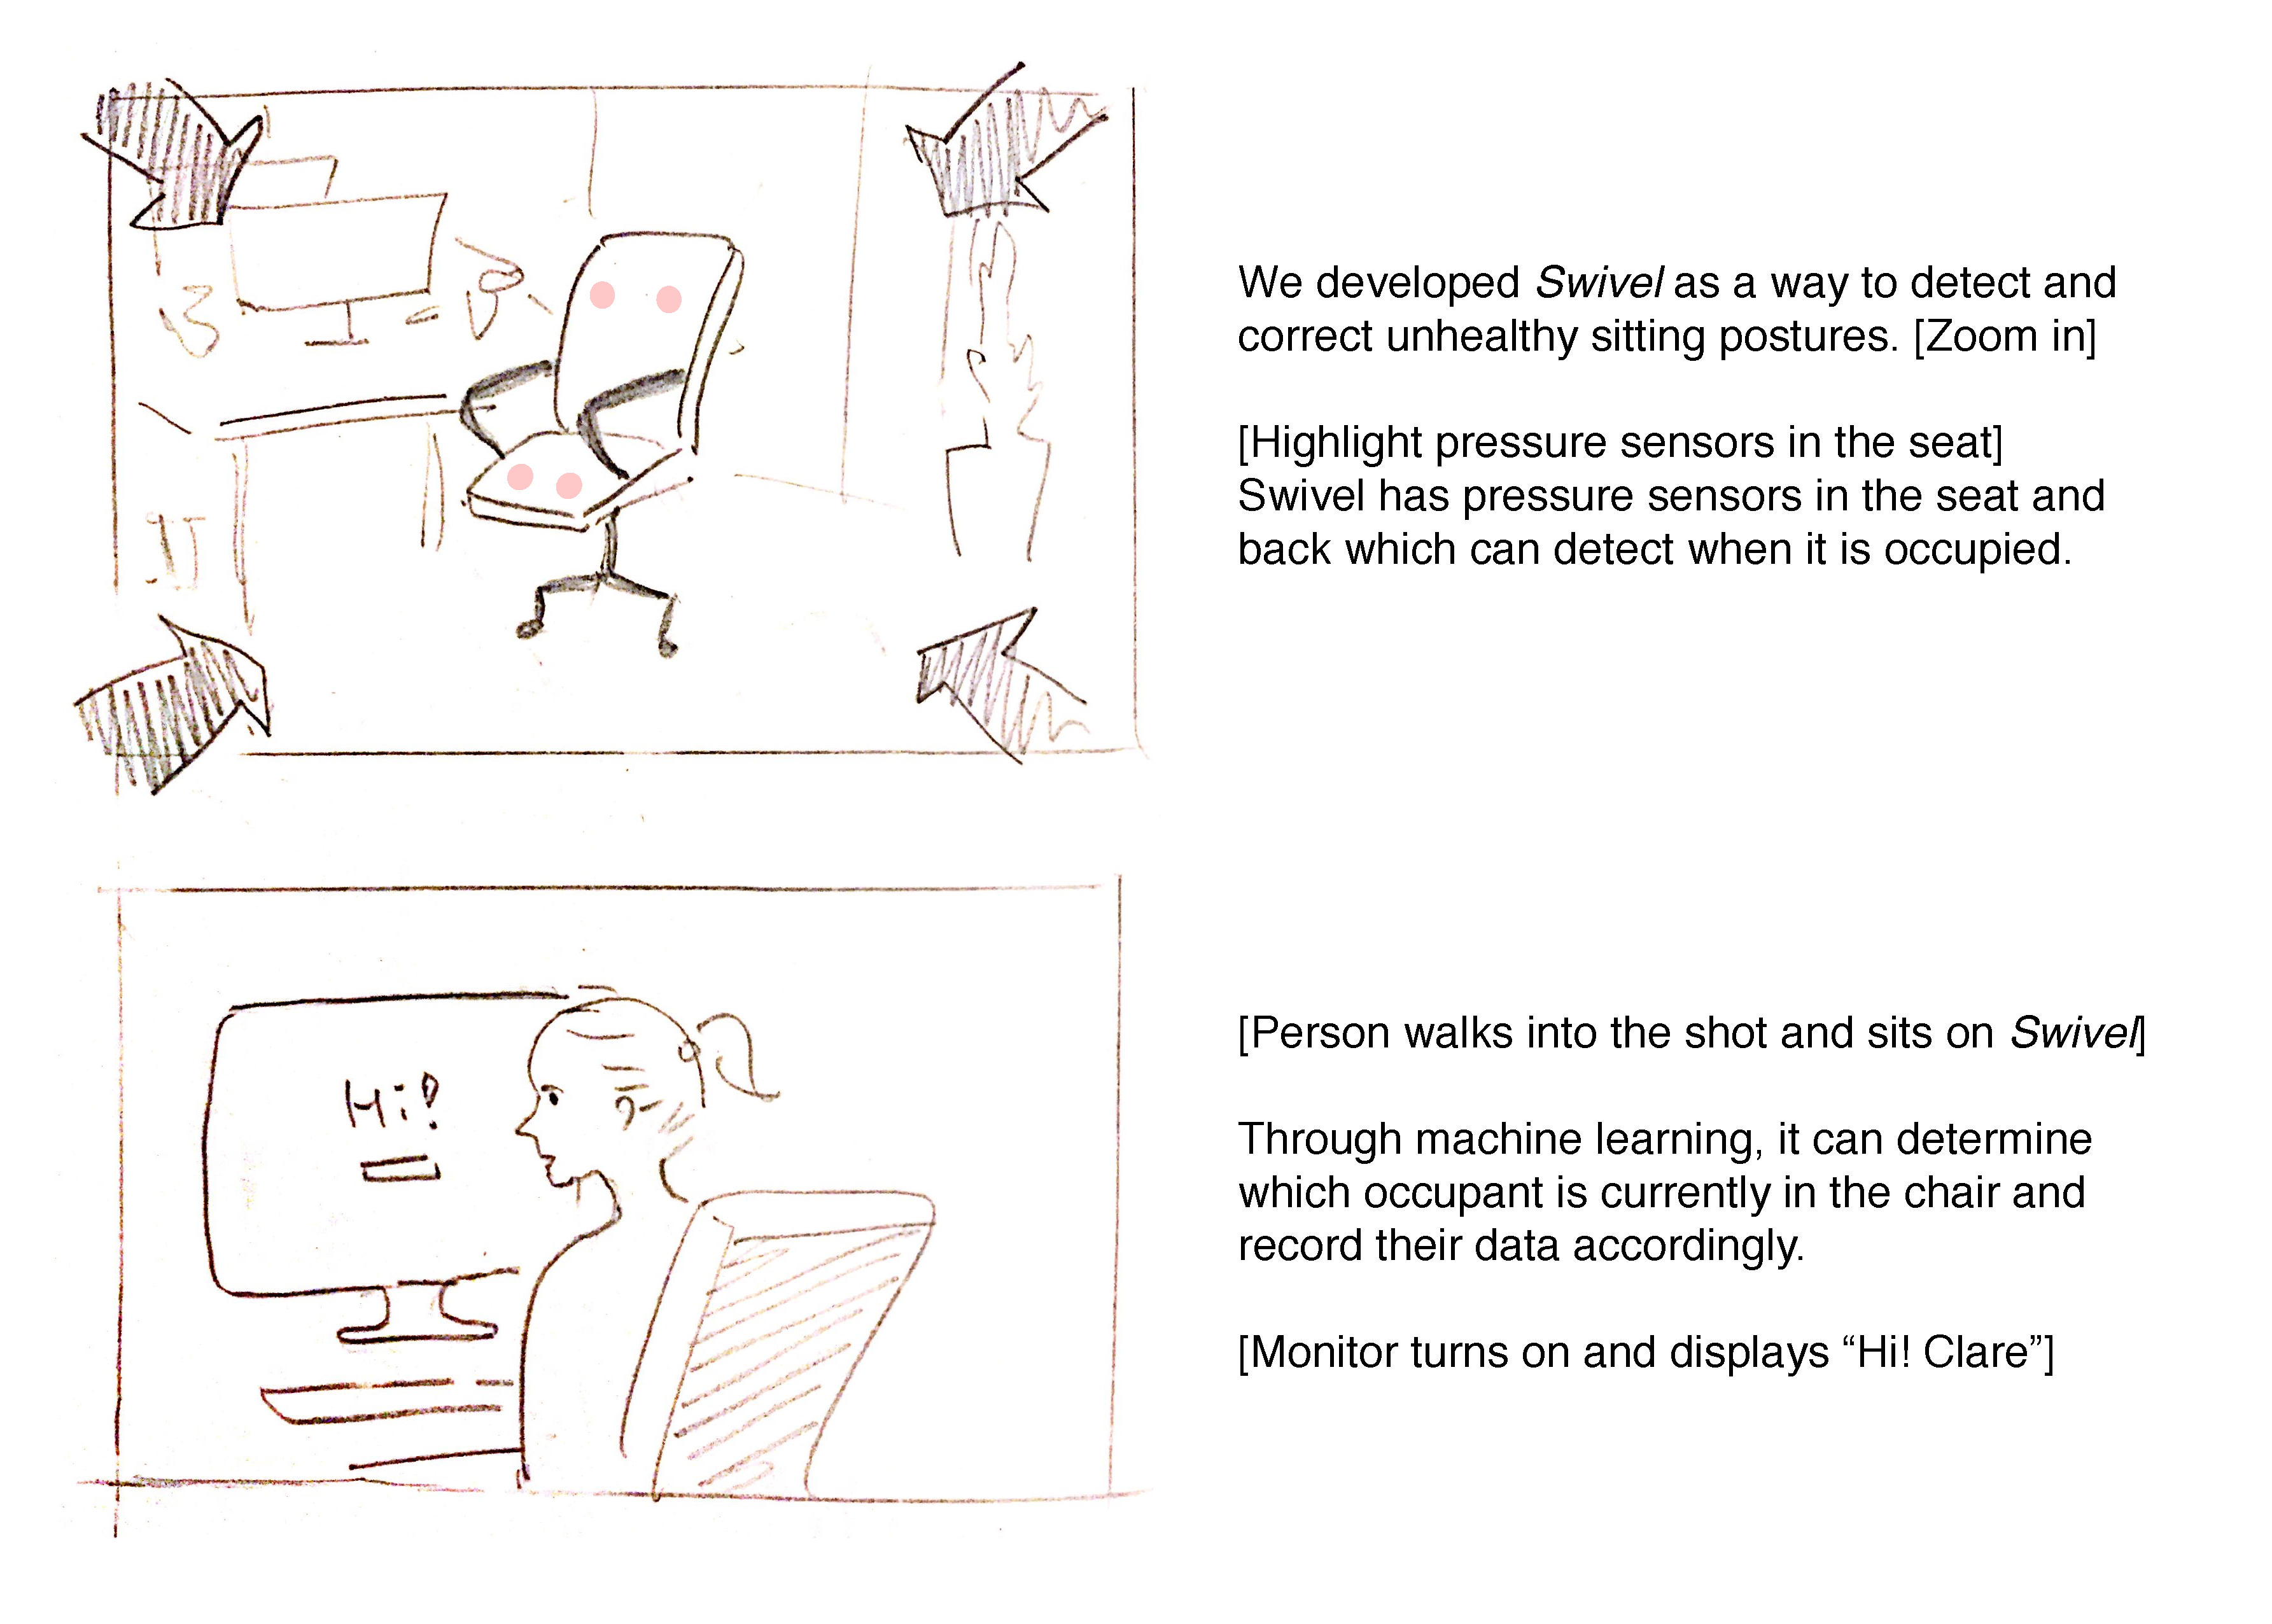 We developed Swivel as a way to detect and
correct unhealthy sitting postures. [Zoom in]
[Highlight pressure sensors in the seat]
Swivel has pressure sensors in the seat and
back which can detect when it is occupied.
Hi!
[Person walks into the shot and sits on Swivel]
Through machine learning, it can determine
which occupant is currently in the chair and
record their data accordingly.
[Monitor turns on and displays “Hi! Clare”]